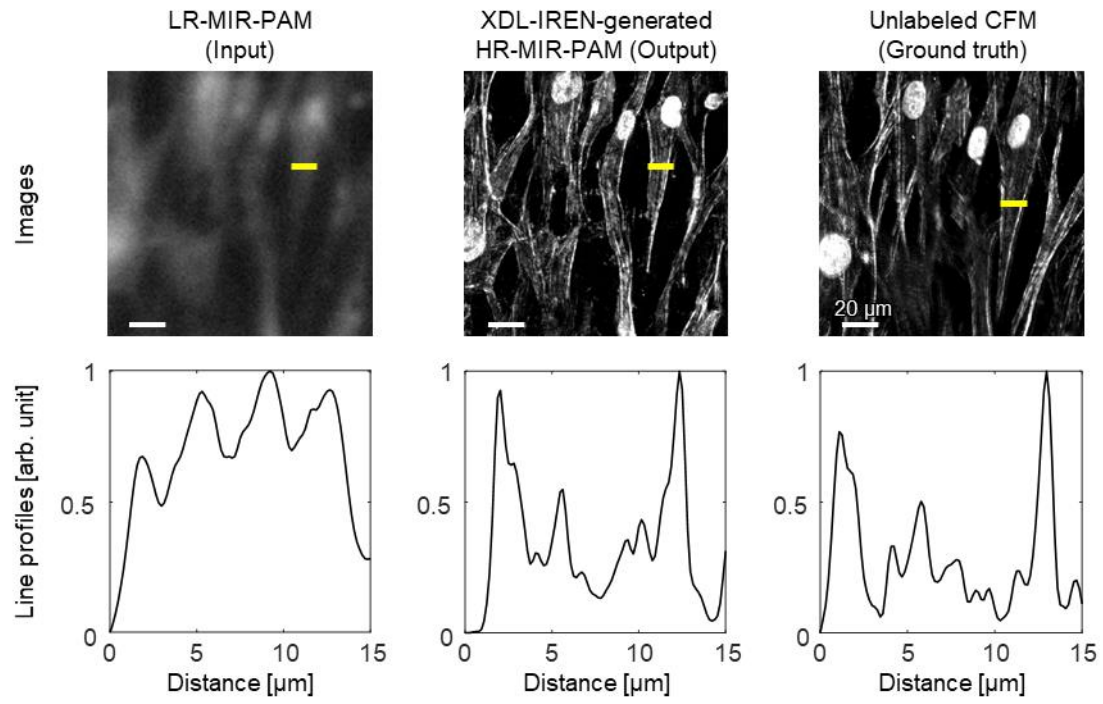 LR-MIR-PAM
(Input)
XDL-IREN-generated
HR-MIR-PAM (Output)
Unlabeled CFM
(Ground truth)
Images
20 µm
Line profiles [arb. unit]
1
0.5
0
0
5
10
15
Distance [µm]
1
0.5
0
0
5
10
15
Distance [µm]
1
0.5
0
0
5
10
15
Distance [µm]